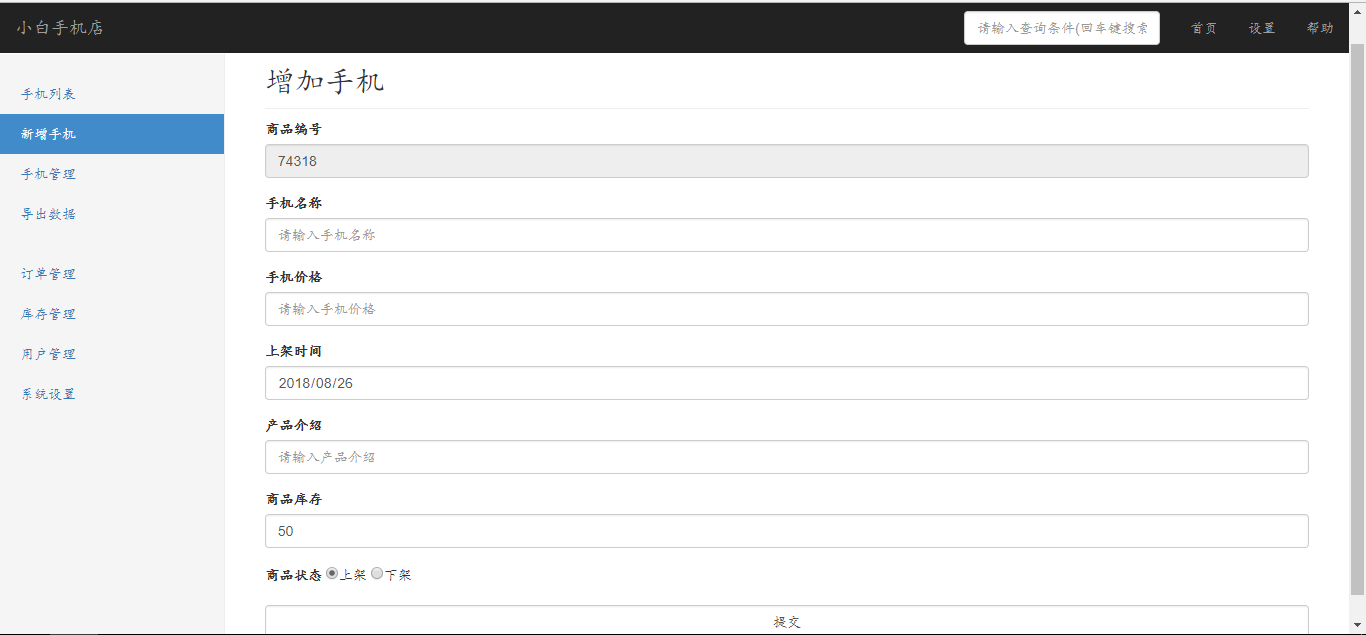 小白手机店
请输入查询条件(回车键搜索
首页
设置
帮助
手机列表
新增手机
手机管理
导出数据
订单管理
库存管理
用户管理
系统设置
增加手机
商品编号
74318
手机名称
请输入手机名称
手机价格
请输入手机价格
上架时间
2018/08/26
产品介绍
请输入产品介绍
商品库存
50
商品状态 上架 下架
提交